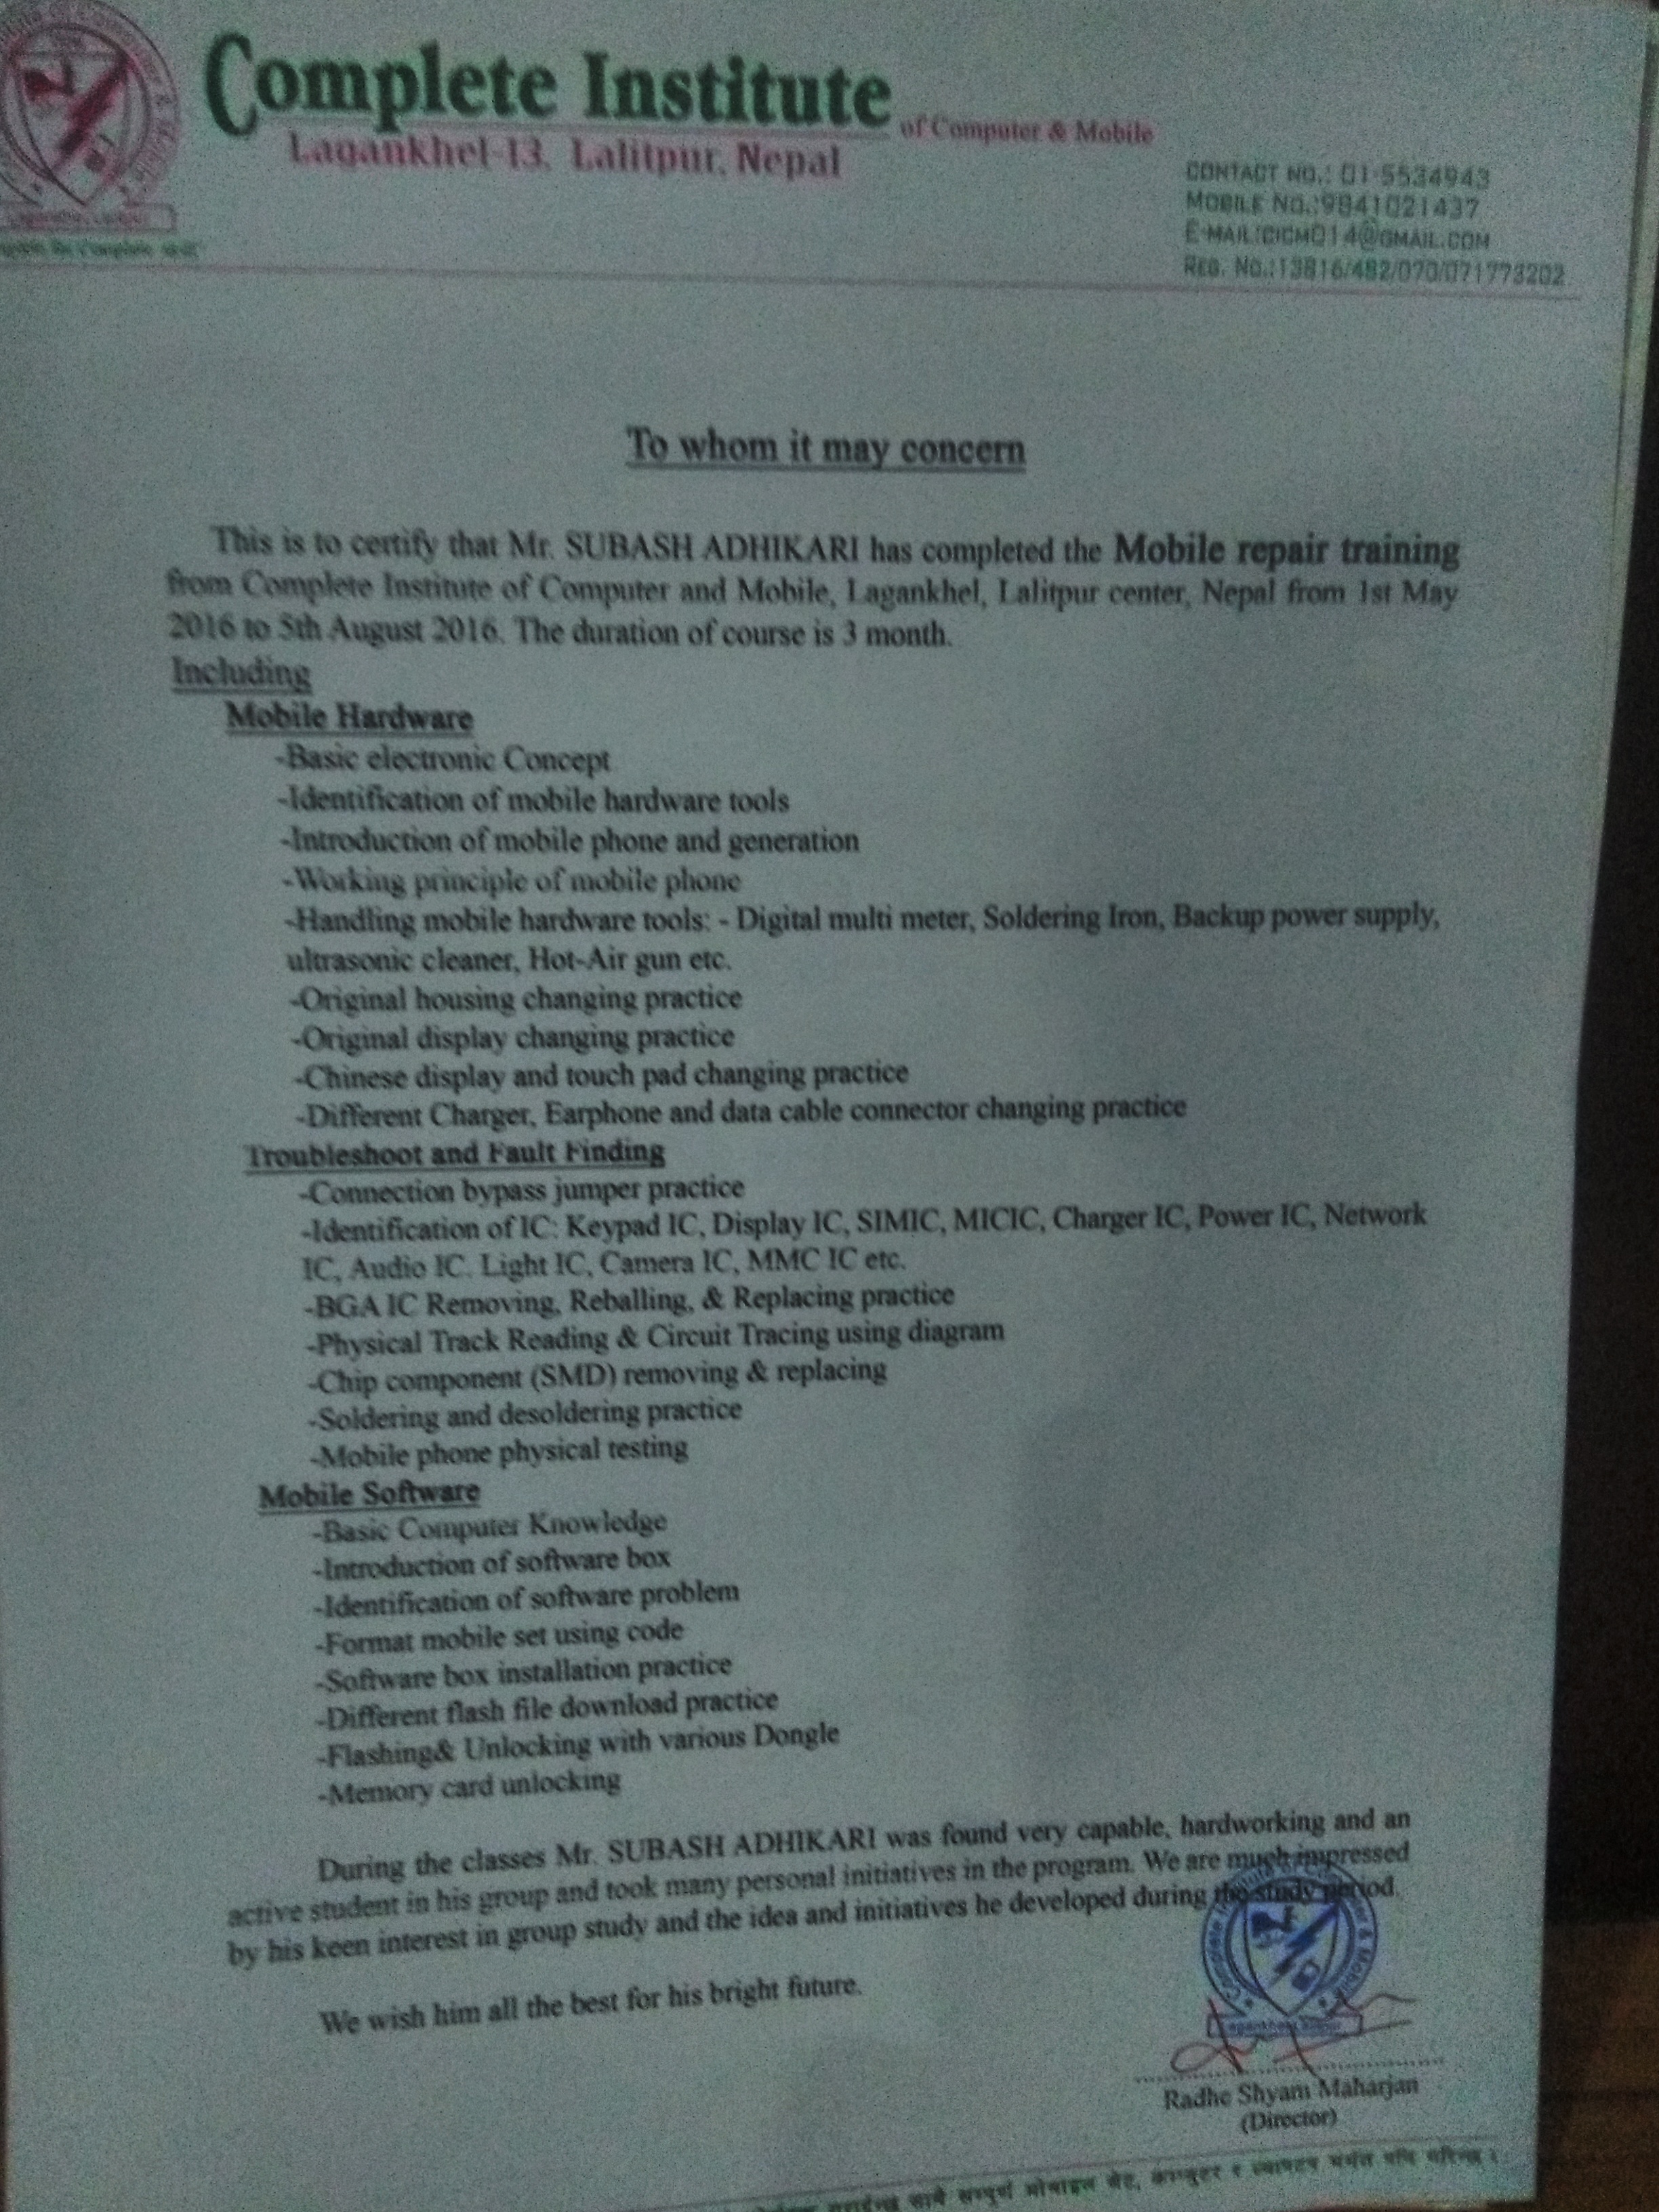 Complete Institute
of Computer & Mobile
Lagankhel-13, Lalitpur, Nepal
CONTACT NO.: 01-5534943
MOBILE NO.:9841021437
E-MAIL:CICM014@GMAIL.COM
REG. NO.:13816/482/070/071773202
To whom it may concern
This is to certify that Mr. SUBASH ADHIKARI has completed the Mobile repair training
from Complete Institute of Computer and Mobile, Lagankhel, Lalitpur center, Nepal from 1st May
2016 to 5th August 2016. The duration of course is 3 month.
Including
Mobile Hardware
-Basic electronic Concept
-Identification of mobile hardware tools
-Introduction of mobile phone and generation
-Working principle of mobile phone
-Handling mobile hardware tools: - Digital multi meter, Soldering Iron, Backup power supply,
ultrasonic cleaner, Hot-Air gun etc.
-Original housing changing practice
-Original display changing practice
-Chinese display and touch pad changing practice
-Different Charger, Earphone and data cable connector changing practice
Troubleshoot and Fault Finding
-Connection bypass jumper practice
-Identification of IC: Keypad IC, Display IC, SIMIC, MICIC, Charger IC, Power IC, Network
IC, Audio IC. Light IC, Camera IC, MMC IC etc.
-BGA IC Removing, Reballing, & Replacing practice
-Physical Track Reading & Circuit Tracing using diagram
-Chip component (SMD) removing & replacing
-Soldering and desoldering practice
-Mobile phone physical testing
Mobile Software
-Basic Computer Knowledge
-Introduction of software box
-Identification of software problem
-Format mobile set using code
-Software box installation practice
-Different flash file download practice
-Flashing& Unlocking with various Dongle
-Memory card unlocking
During the classes Mr. SUBASH ADHIKARI was found very capable, hardworking and an
active student in his group and took many personal initiatives in the program. We are much impressed
by his keen interest in group study and the idea and initiatives he developed during the study period.
We wish him all the best for his bright future.
Radhe Shyam Maharjan
(Director)
साथै सम्पूर्ण मोबाइल सेट, कम्प्युटर र ल्यापटप मर्मत पनि गरिन्छ ।